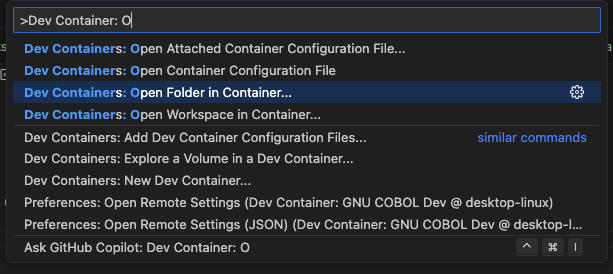 >Dev Container: O
Dev Containers: Open Attached Container Configuration File...
Dev Containers: Open Container Configuration File
Dev Containers: Open Folder in Container...
Dev Containers: Open Workspace in Container...
Dev Containers: Add Dev Container Configuration Files... similar commands
Dev Containers: Explore a Volume in a Dev Container...
Dev Containers: New Dev Container...
Preferences: Open Remote Settings (Dev Container: GNU COBOL Dev @ desktop-linux)
Preferences: Open Remote Settings (JSON) (Dev Container: GNU COBOL Dev @ desktop-l...
Ask GitHub Copilot: Dev Container: O ⌃ ⌘ I